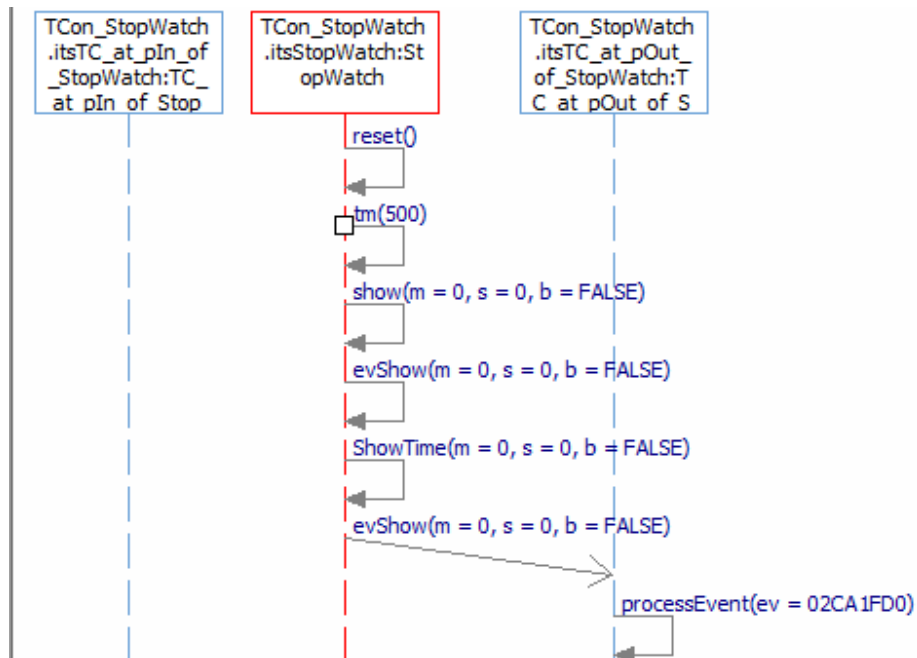 TCon_StopWatch
.itsTC_at_pIn_of
_StopWatch:TC_
at_pIn_of_Stop
TCon_StopWatch
.itsStopWatch:St
opWatch
TCon_StopWatch
.itsTC_at_pOut_
of_StopWatch:T
C_at_pOut_of_S
reset()
tm(500)
show(m = 0, s = 0, b = FALSE)
evShow(m = 0, s = 0, b = FALSE)
ShowTime(m = 0, s = 0, b = FALSE)
evShow(m = 0, s = 0, b = FALSE)
processEvent(ev = 02CA1FD0)